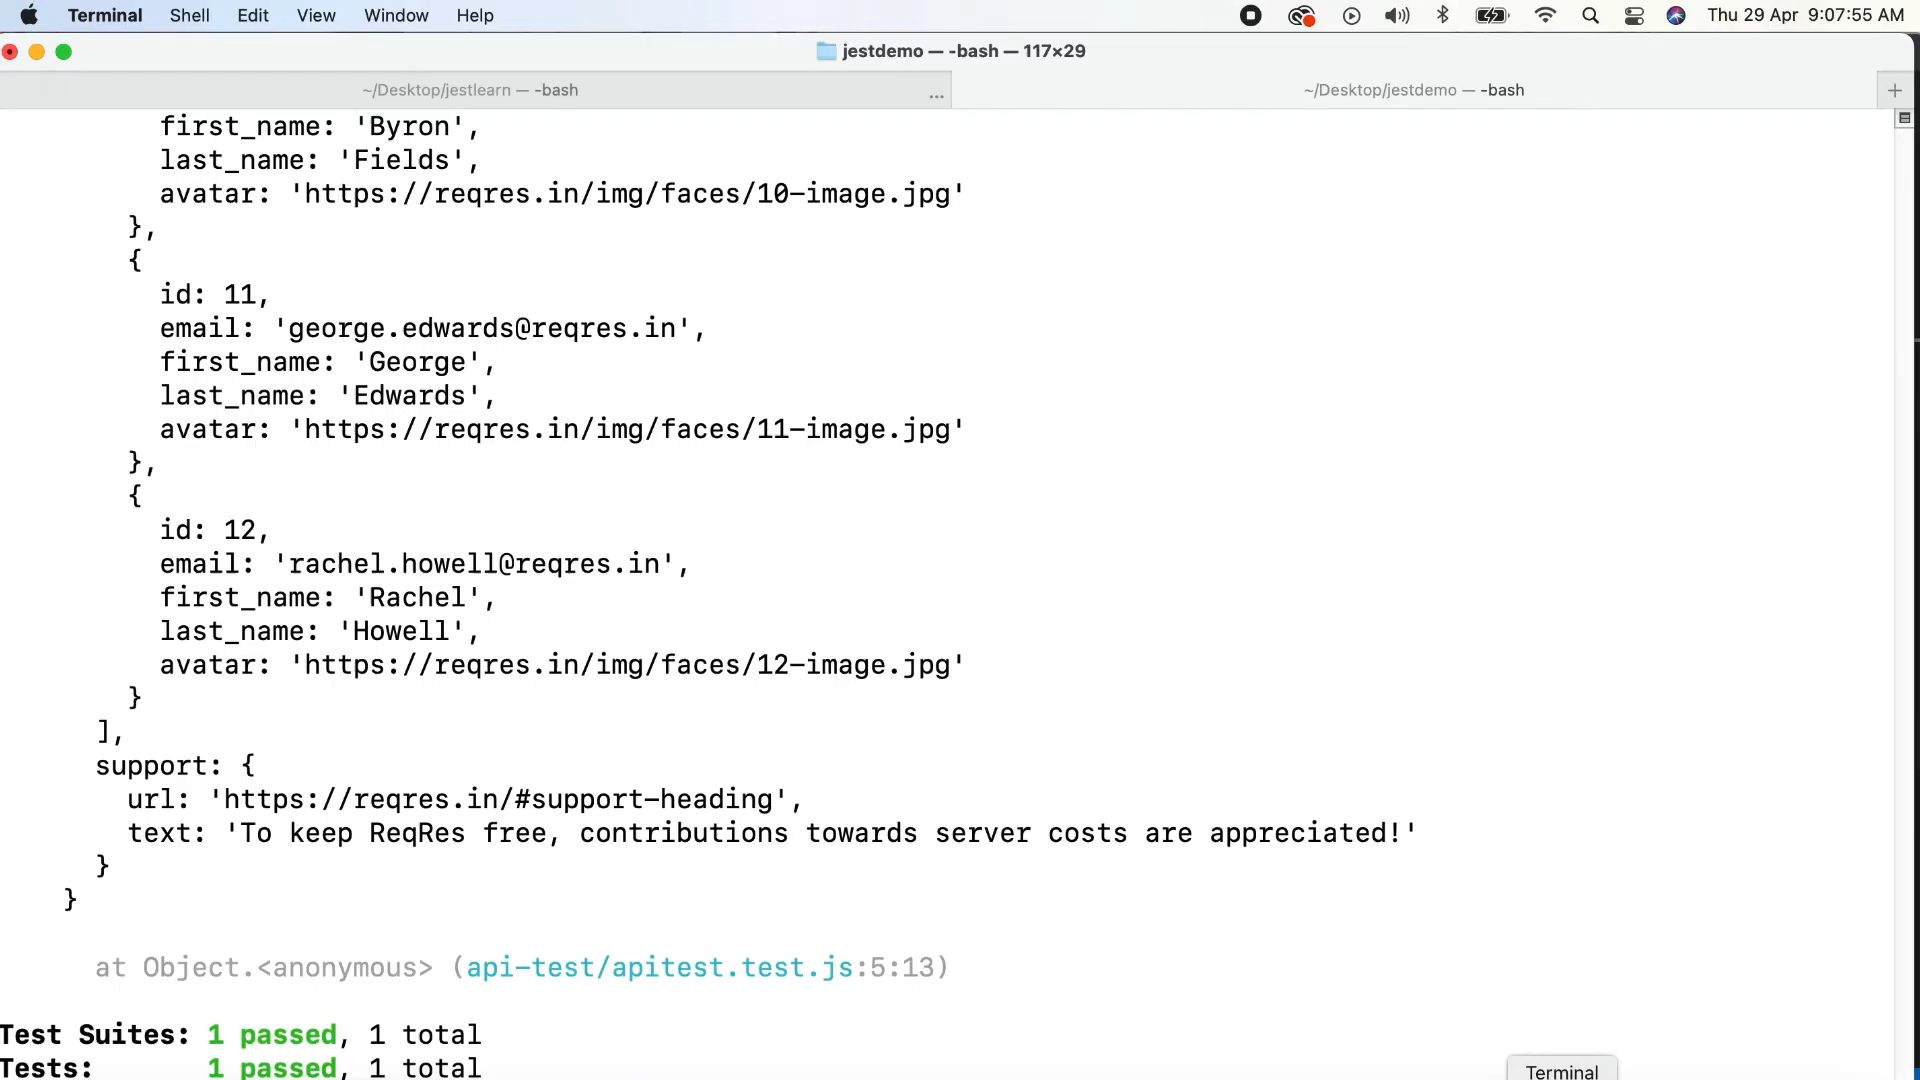 Terminal Shell Edit View Window Help Thu 29 Apr 9:07:55 AM
jestdemo — -bash — 117×29
~/Desktop/jestlearn — -bash ... ~/Desktop/jestdemo — -bash +
first_name: 'Byron',
last_name: 'Fields',
avatar: 'https://reqres.in/img/faces/10-image.jpg'
},
{
id: 11,
email: 'george.edwards@reqres.in',
first_name: 'George',
last_name: 'Edwards',
avatar: 'https://reqres.in/img/faces/11-image.jpg'
},
{
id: 12,
email: 'rachel.howell@reqres.in',
first_name: 'Rachel',
last_name: 'Howell',
avatar: 'https://reqres.in/img/faces/12-image.jpg'
}
],
support: {
url: 'https://reqres.in/#support-heading',
text: 'To keep ReqRes free, contributions towards server costs are appreciated!'
}
}
at Object.<anonymous> (api-test/apitest.test.js:5:13)
Test Suites: 1 passed, 1 total
Tests: 1 passed, 1 total
Terminal